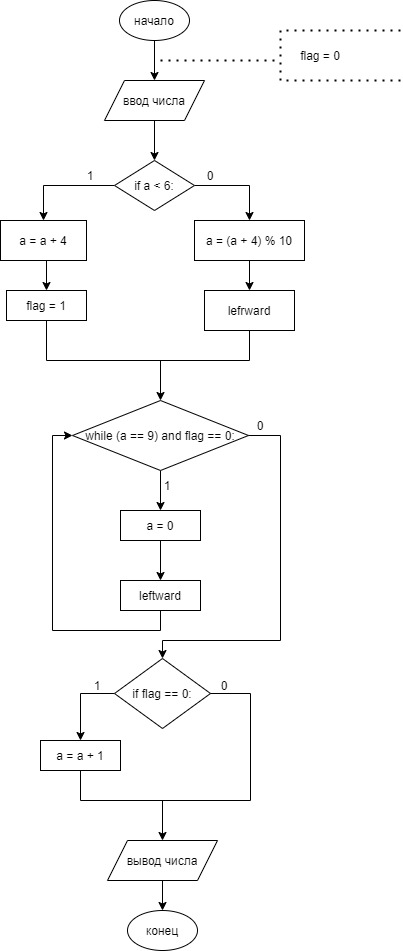 начало
flag = 0
ввод числа
if a < 6:
1
0
a = a + 4
a = (a + 4) % 10
flag = 1
lefrward
while (a == 9) and flag == 0:
0
1
a = 0
leftward
if flag == 0:
1
0
a = a + 1
вывод числа
конец